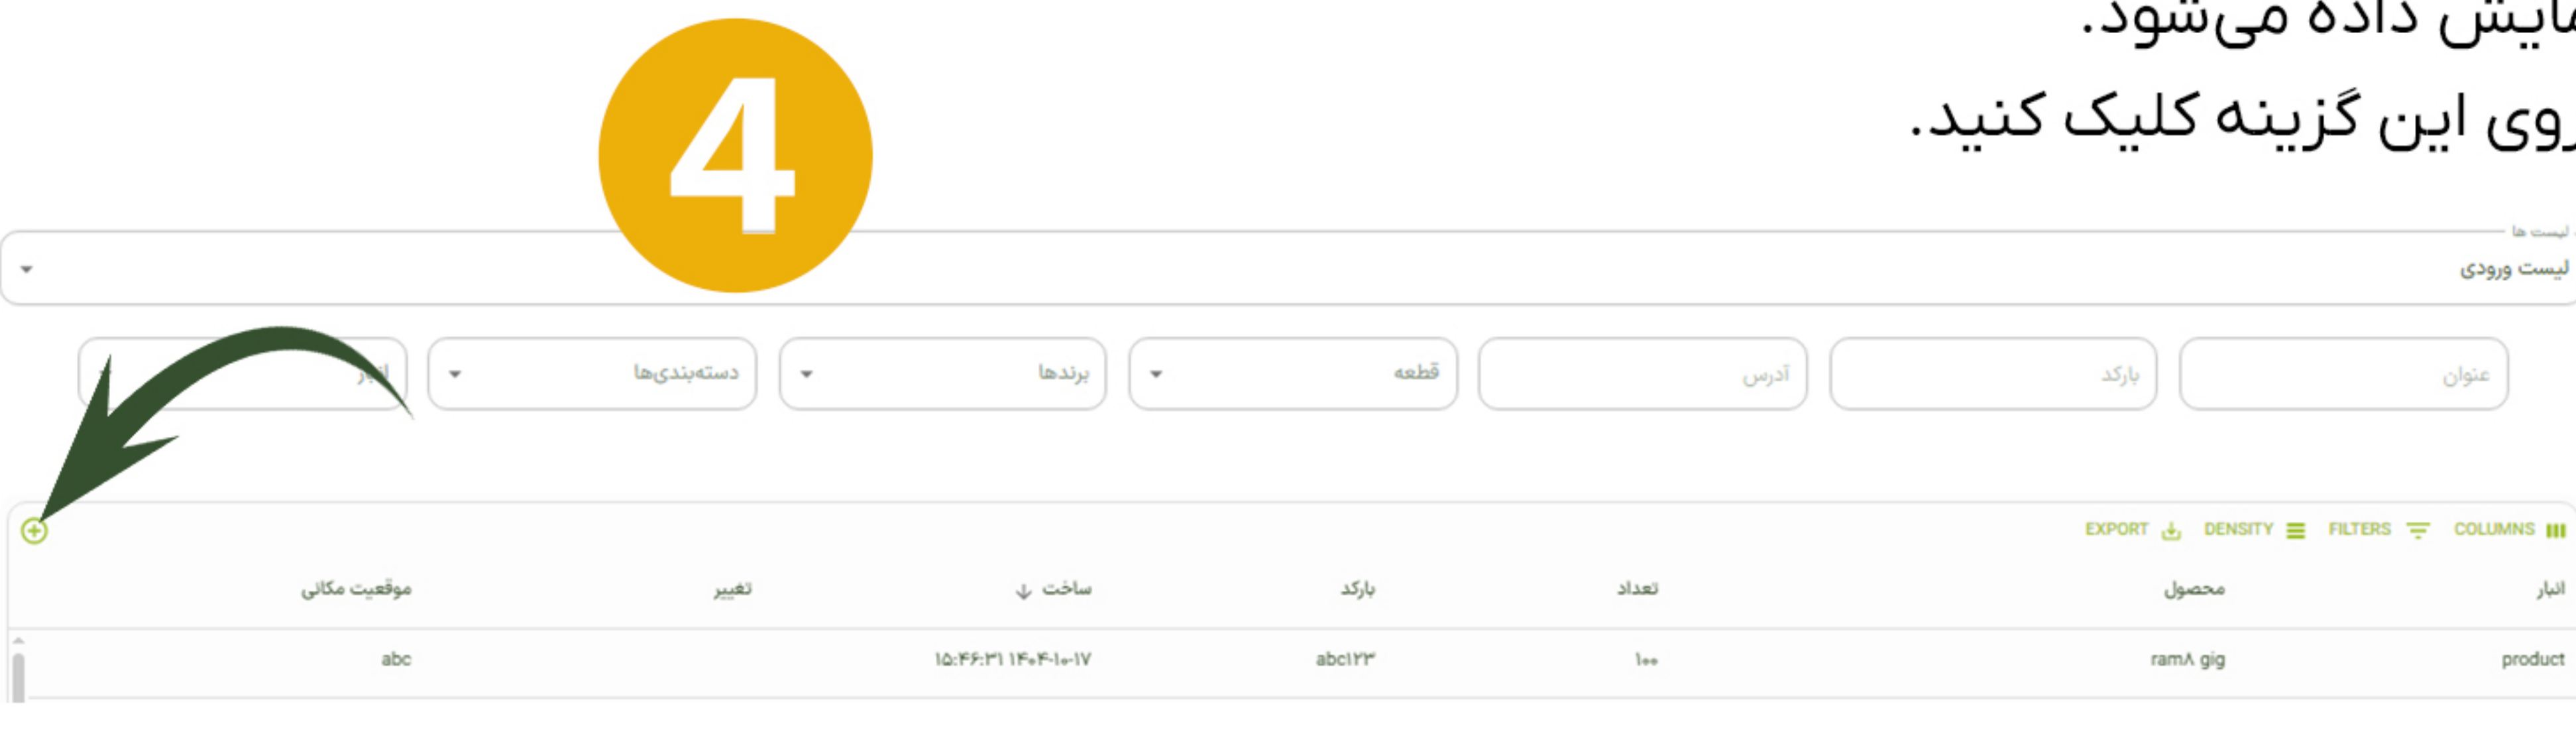 داده می‌شود.
این گزینه کلیک کنید.
4
لیست ها
لیست ورودی
عنوان بارکد آدرس قطعه برندها دسته‌بندی‌ها انبار
COLUMNS FILTERS DENSITY EXPORT
انبار محصول تعداد بارکد ساخت تغییر موقعیت مکانی
product ram۸ gig ۱۰۰ abc۱۲۳ ۱۴۰۴-۱۰-۱۷ ۱۵:۴۶:۳۱ abc